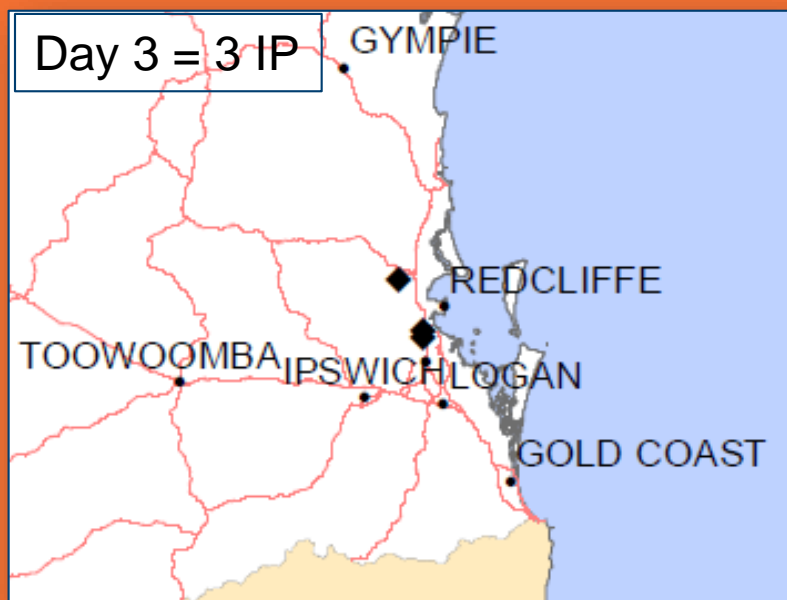 Day 3 = 3 IP
GYMPIE
REDCLIFFE
TOOWOOMBA
IPSWICH
LOGAN
GOLD COAST